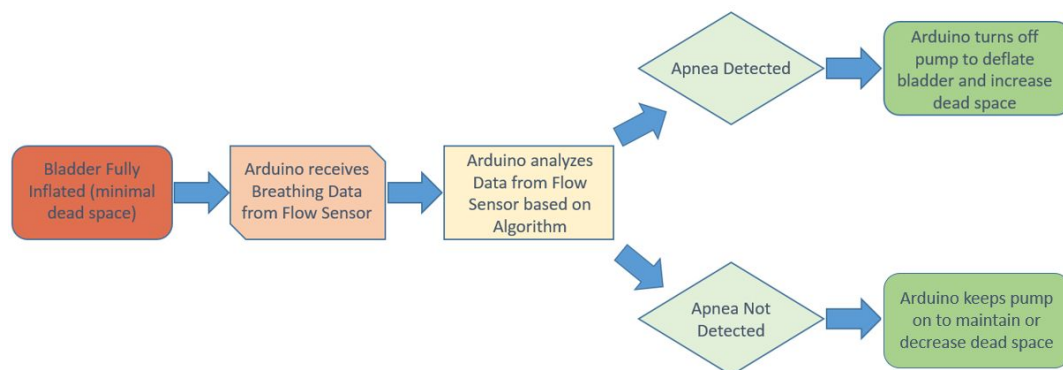 Bladder Fully
Inflated (minimal
dead space)
Arduino receives
Breathing Data
from Flow Sensor
Arduino analyzes
Data from Flow
Sensor based on
Algorithm
Apnea Detected
Arduino turns off
pump to deflate
bladder and increase
dead space
Apnea Not
Detected
Arduino keeps pump
on to maintain or
decrease dead space